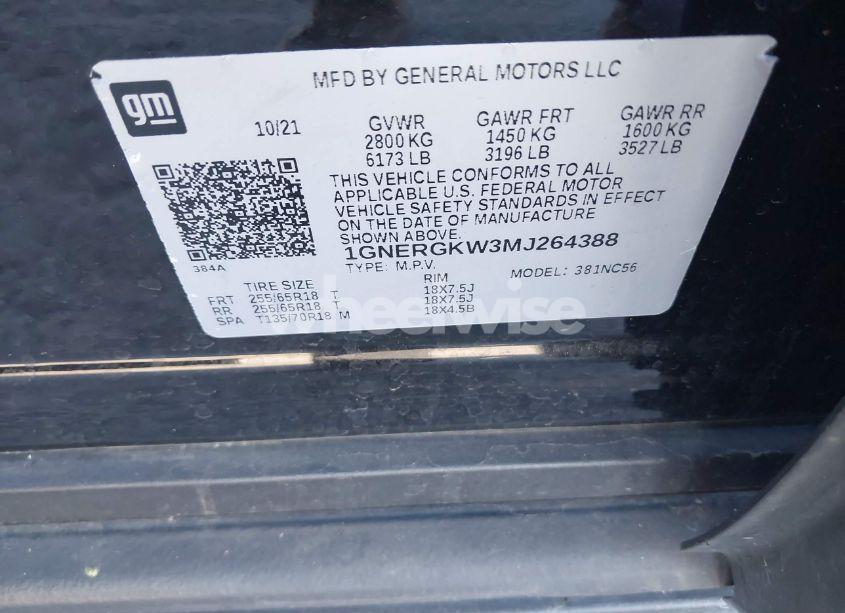 MFD BY GENERAL MOTORS LLC
gm
10/21 GVWR GAWR FRT GAWR RR
2800 KG 1450 KG 1600 KG
6173 LB 3196 LB 3527 LB
THIS VEHICLE CONFORMS TO ALL
APPLICABLE U.S. FEDERAL MOTOR
VEHICLE SAFETY STANDARDS IN EFFECT
ON THE DATE OF MANUFACTURE
SHOWN ABOVE.
1GNERGKW3MJ264388
384A
TYPE: M.P.V. MODEL: 381NC56
TIRE SIZE RIM
FRT 255/65R18 T 18X7.5J
RR 255/65R18 T 18X7.5J
SPA T135/70R18 M 18X4.5B
wheelwise